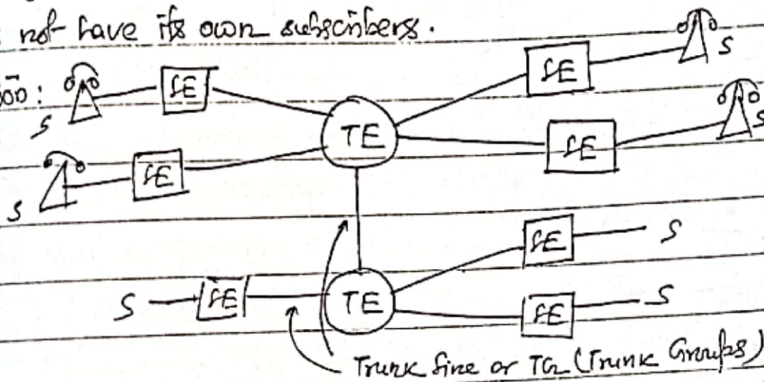 not have its own subscribers.
S LE LE S
TE
S LE LE S
LE S
S LE TE
LE S
Trunk Line or TG (Trunk Groups)